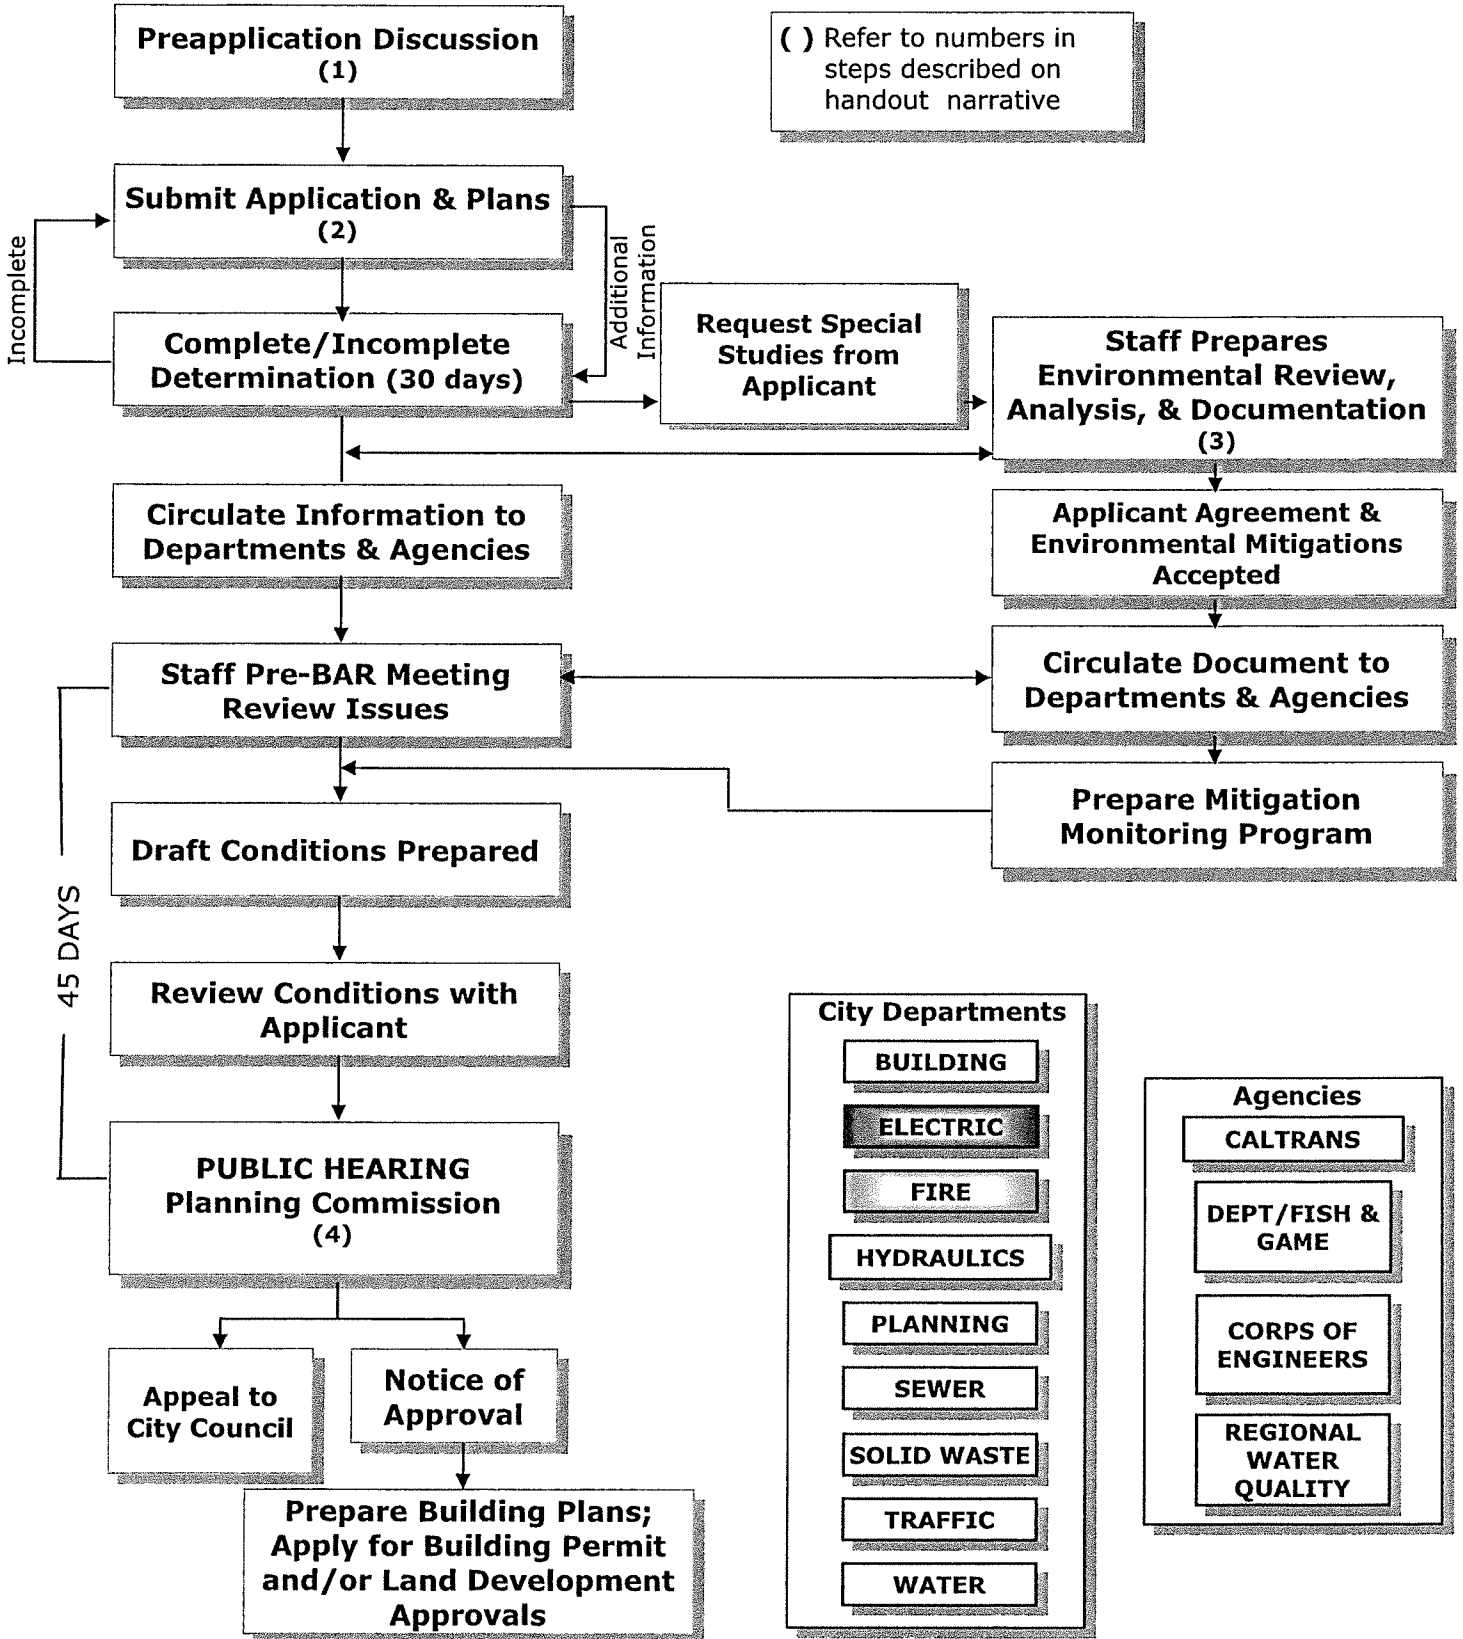 Preapplication Discussion
(1)
( ) Refer to numbers in
steps described on
handout narrative
Submit Application & Plans
(2)
Incomplete
Additional
Information
Complete/Incomplete
Determination (30 days)
Request Special
Studies from
Applicant
Staff Prepares
Environmental Review,
Analysis, & Documentation
(3)
Circulate Information to
Departments & Agencies
Applicant Agreement &
Environmental Mitigations
Accepted
Staff Pre-BAR Meeting
Review Issues
Circulate Document to
Departments & Agencies
Prepare Mitigation
Monitoring Program
Draft Conditions Prepared
45 DAYS
Review Conditions with
Applicant
PUBLIC HEARING
Planning Commission
(4)
Appeal to
City Council
Notice of
Approval
Prepare Building Plans;
Apply for Building Permit
and/or Land Development
Approvals
City Departments
BUILDING
ELECTRIC
FIRE
HYDRAULICS
PLANNING
SEWER
SOLID WASTE
TRAFFIC
WATER
Agencies
CALTRANS
DEPT/FISH &
GAME
CORPS OF
ENGINEERS
REGIONAL
WATER
QUALITY